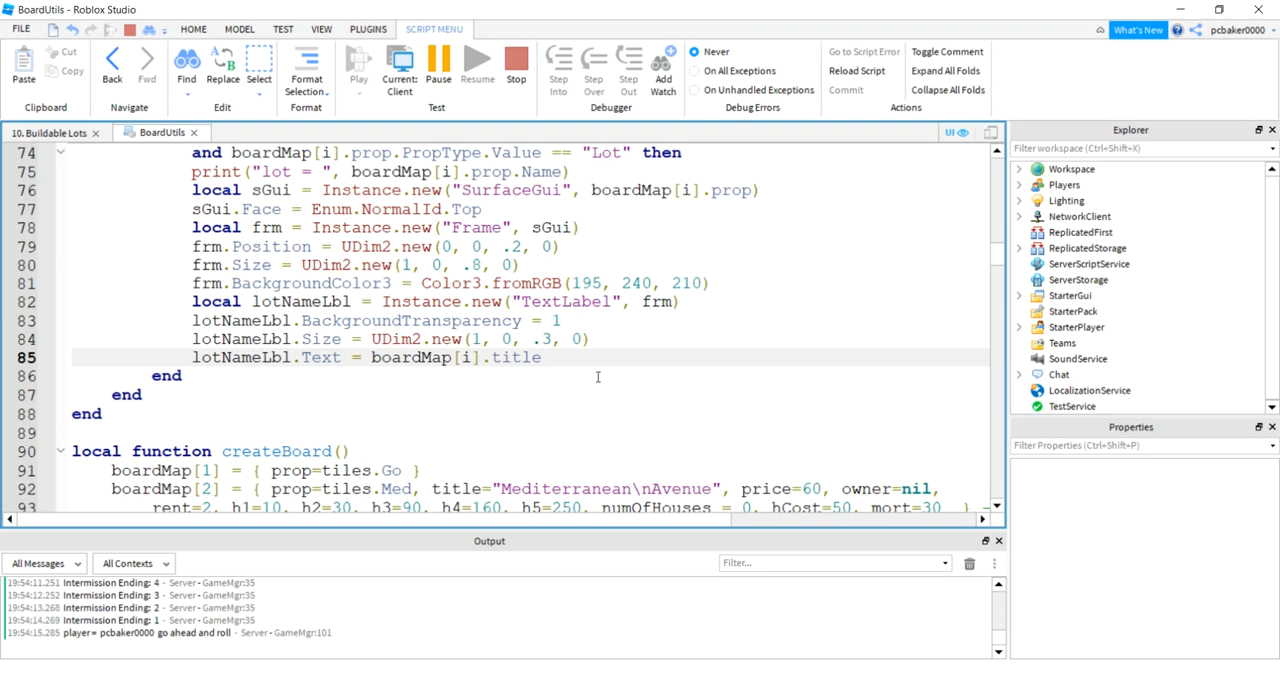 BoardUtils - Roblox Studio
FILE HOME MODEL TEST VIEW PLUGINS SCRIPT MENU What's New pcbaker0000
Paste Cut Copy Back Fwd Find Replace Select Format Selection Play Current: Client Pause Resume Stop Step Into Step Over Step Out Add Watch
Never Go to Script Error Toggle Comment
On All Exceptions Reload Script Expand All Folds
On Unhandled Exceptions Commit Collapse All Folds
Clipboard Navigate Edit Format Test Debugger Debug Errors Actions
10. Buildable Lots BoardUtils UI
74 and boardMap[i].prop.PropType.Value == "Lot" then
75 print("lot = ", boardMap[i].prop.Name)
76 local sGui = Instance.new("SurfaceGui", boardMap[i].prop)
77 sGui.Face = Enum.NormalId.Top
78 local frm = Instance.new("Frame", sGui)
79 frm.Position = UDim2.new(0, 0, .2, 0)
80 frm.Size = UDim2.new(1, 0, .8, 0)
81 frm.BackgroundColor3 = Color3.fromRGB(195, 240, 210)
82 local lotNameLbl = Instance.new("TextLabel", frm)
83 lotNameLbl.BackgroundTransparency = 1
84 lotNameLbl.Size = UDim2.new(1, 0, .3, 0)
85 lotNameLbl.Text = boardMap[i].title
86 end
87 end
88 end
89
90 local function createBoard()
91 boardMap[1] = { prop=tiles.Go }
92 boardMap[2] = { prop=tiles.Med, title="Mediterranean\nAvenue", price=60, owner=nil,
93 rent=2, h1=10, h2=30, h3=90, h4=160, h5=250, numOfHouses = 0, hCost=50, mort=30 } -
Explorer
Filter workspace (Ctrl+Shift+X)
Workspace
Players
Lighting
NetworkClient
ReplicatedFirst
ReplicatedStorage
ServerScriptService
ServerStorage
StarterGui
StarterPack
StarterPlayer
Teams
SoundService
Chat
LocalizationService
TestService
Properties
Filter Properties (Ctrl+Shift+P)
Output
All Messages All Contexts Filter...
19:54:11.251 Intermission Ending: 4 - Server - GameMgr:35
19:54:12.252 Intermission Ending: 3 - Server - GameMgr:35
19:54:13.268 Intermission Ending: 2 - Server - GameMgr:35
19:54:14.269 Intermission Ending: 1 - Server - GameMgr:35
19:54:15.285 player= pcbaker0000 go ahead and roll - Server - GameMgr:101